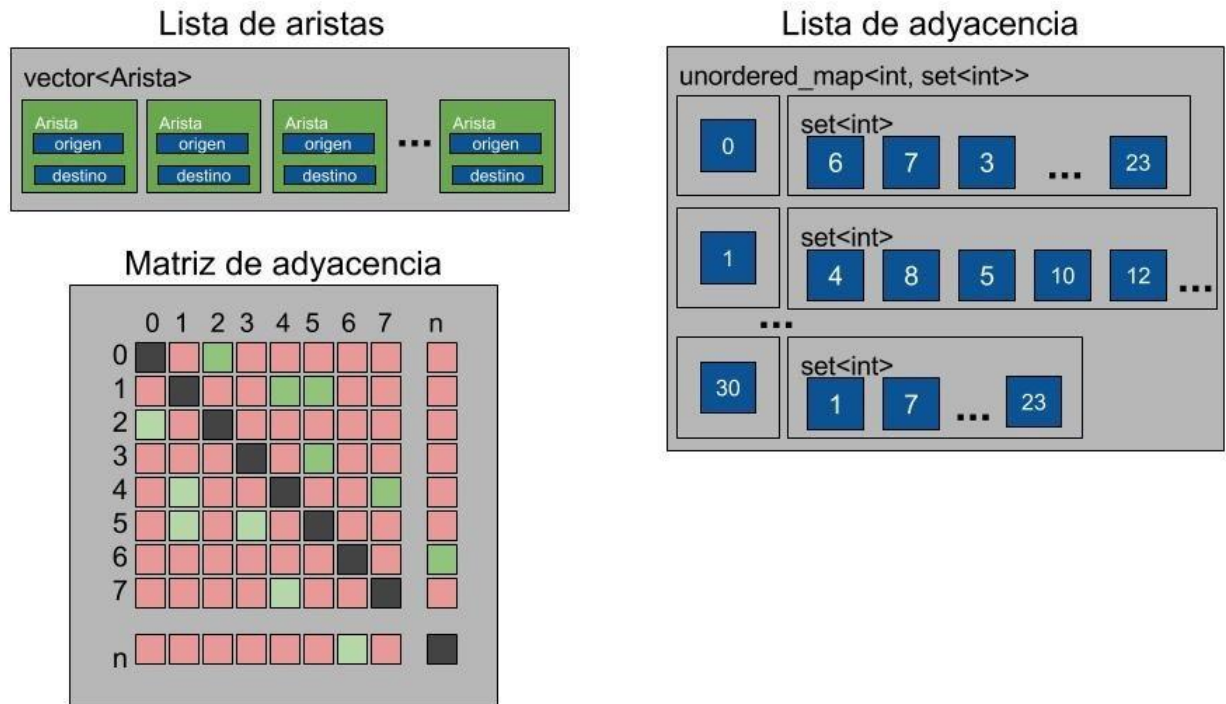 Lista de aristas
vector<Arista>
Arista Arista Arista Arista
origen origen origen ... origen
destino destino destino destino
Matriz de adyacencia
0 1 2 3 4 5 6 7 n
0
1
2
3
4
5
6
7
n
Lista de adyacencia
unordered_map<int, set<int>>
set<int>
0 6 7 3 ... 23
set<int>
1 4 8 5 10 12 ...
...
set<int>
30 1 7 ... 23